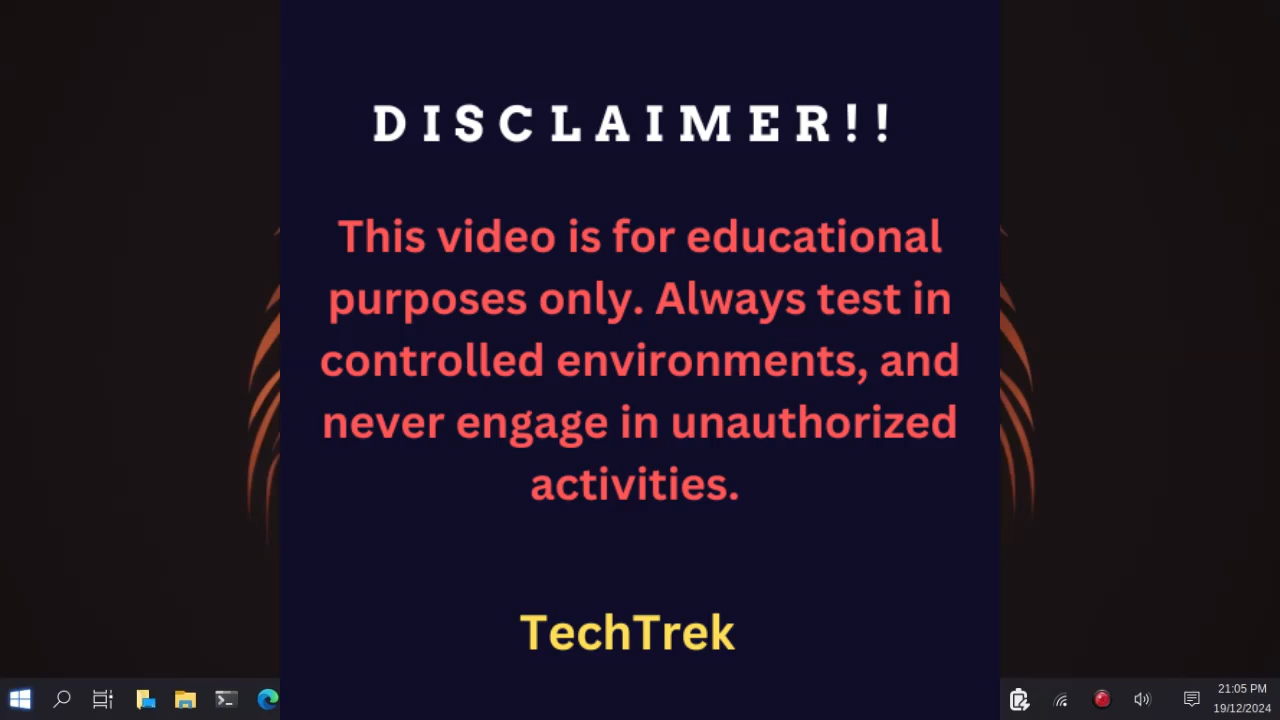 DISCLAIMER!!
This video is for educational
purposes only. Always test in
controlled environments, and
never engage in unauthorized
activities.
TechTrek
21:05 PM
19/12/2024